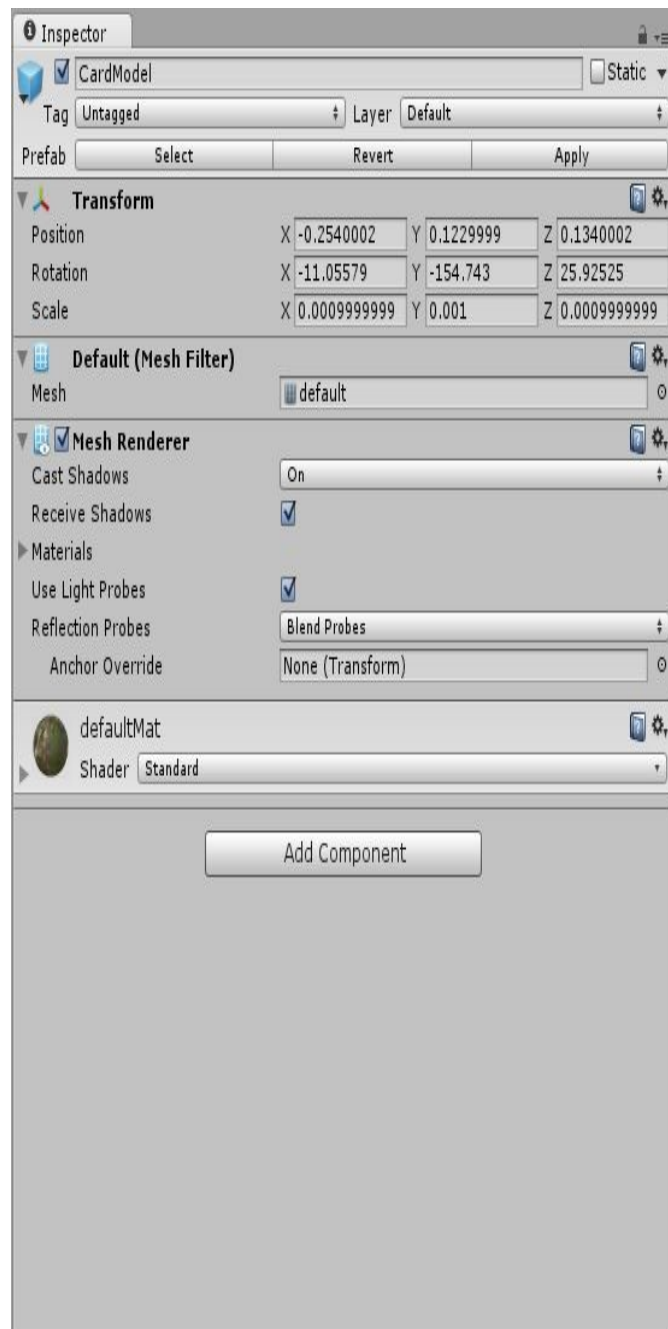 Inspector
CardModel Static
Tag Untagged Layer Default
Prefab Select Revert Apply
Transform
Position X -0.2540002 Y 0.1229999 Z 0.1340002
Rotation X -11.05579 Y -154.743 Z 25.92525
Scale X 0.0009999999 Y 0.001 Z 0.0009999999
Default (Mesh Filter)
Mesh default
Mesh Renderer
Cast Shadows On
Receive Shadows
Materials
Use Light Probes
Reflection Probes Blend Probes
Anchor Override None (Transform)
defaultMat
Shader Standard
Add Component